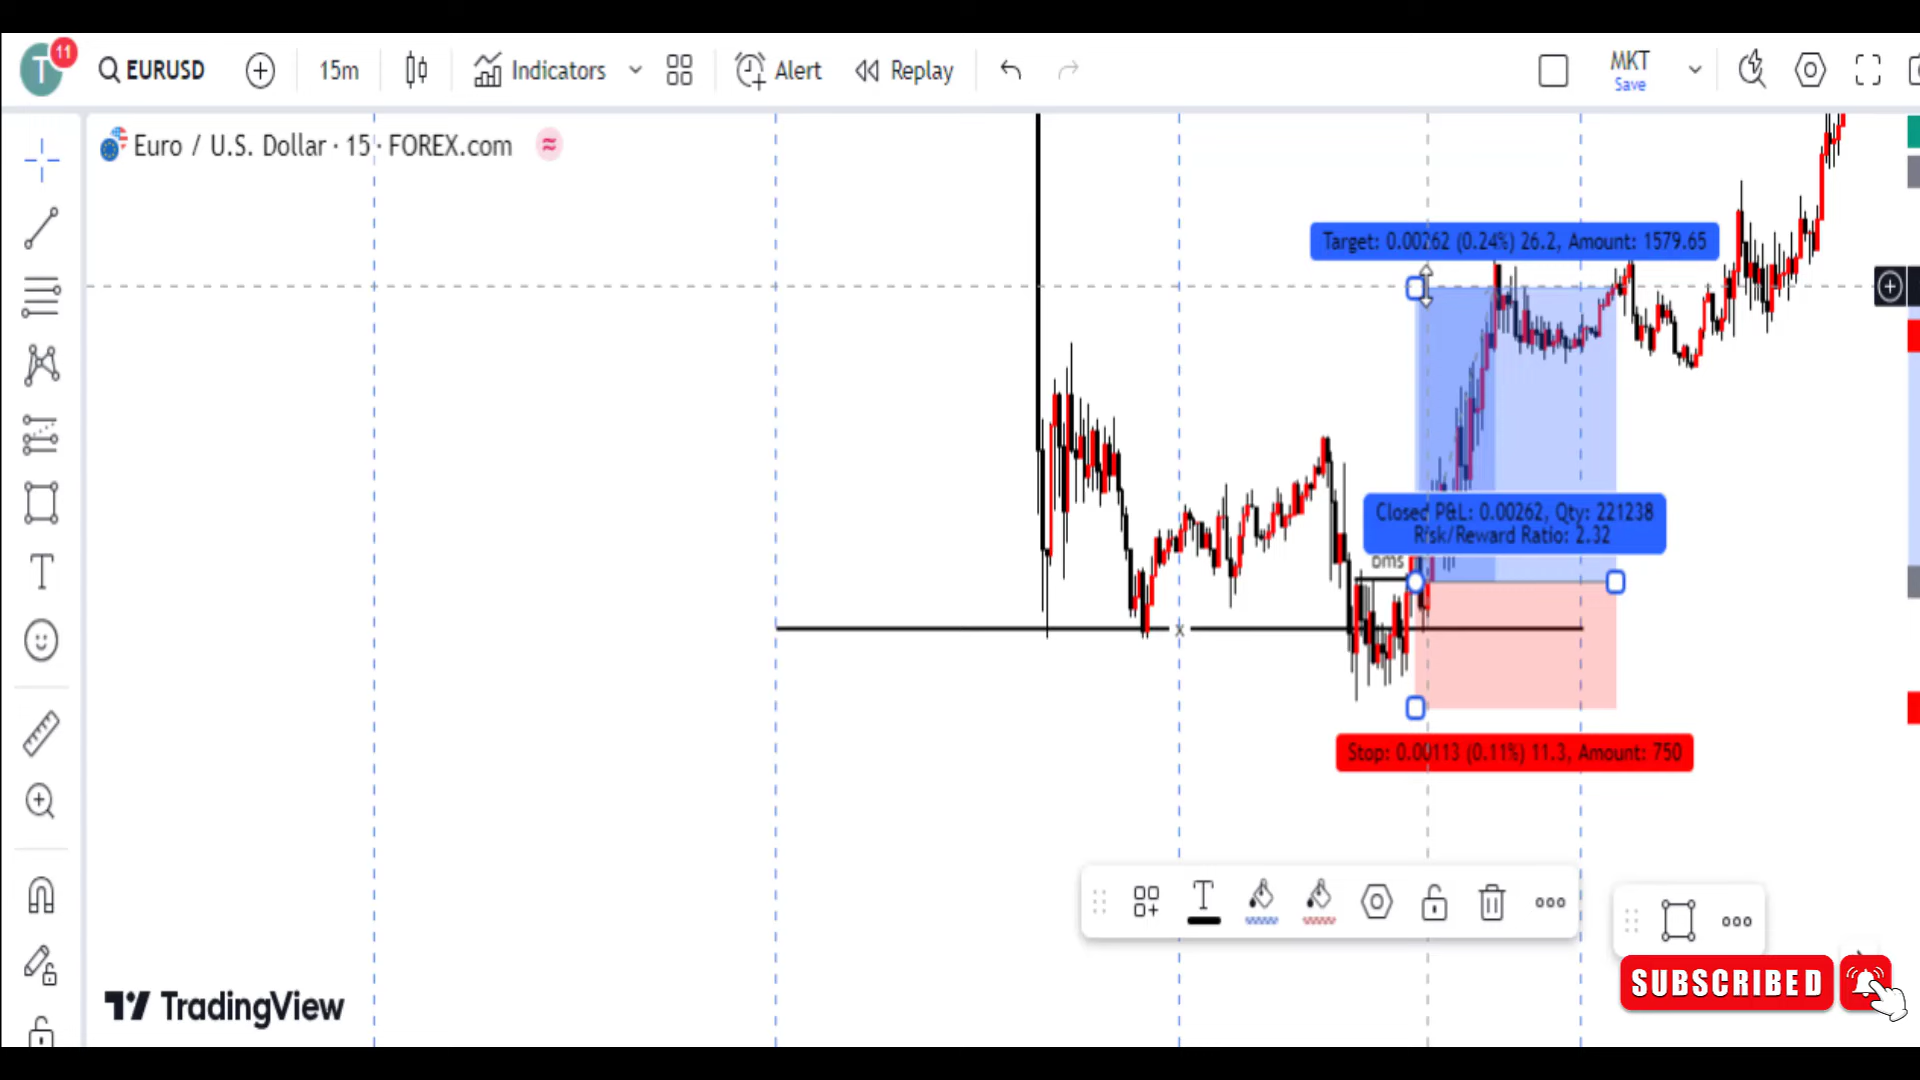 T
11
EURUSD
15m
Indicators
Alert
Replay
MKT
Save
Euro / U.S. Dollar · 15 · FOREX.com
Target: 0.00262 (0.24%) 26.2, Amount: 1579.65
Closed P&L: 0.00262, Qty: 221238
Risk/Reward Ratio: 2.32
bms
x
Stop: 0.00113 (0.11%) 11.3, Amount: 750
T
T
TradingView
SUBSCRIBED